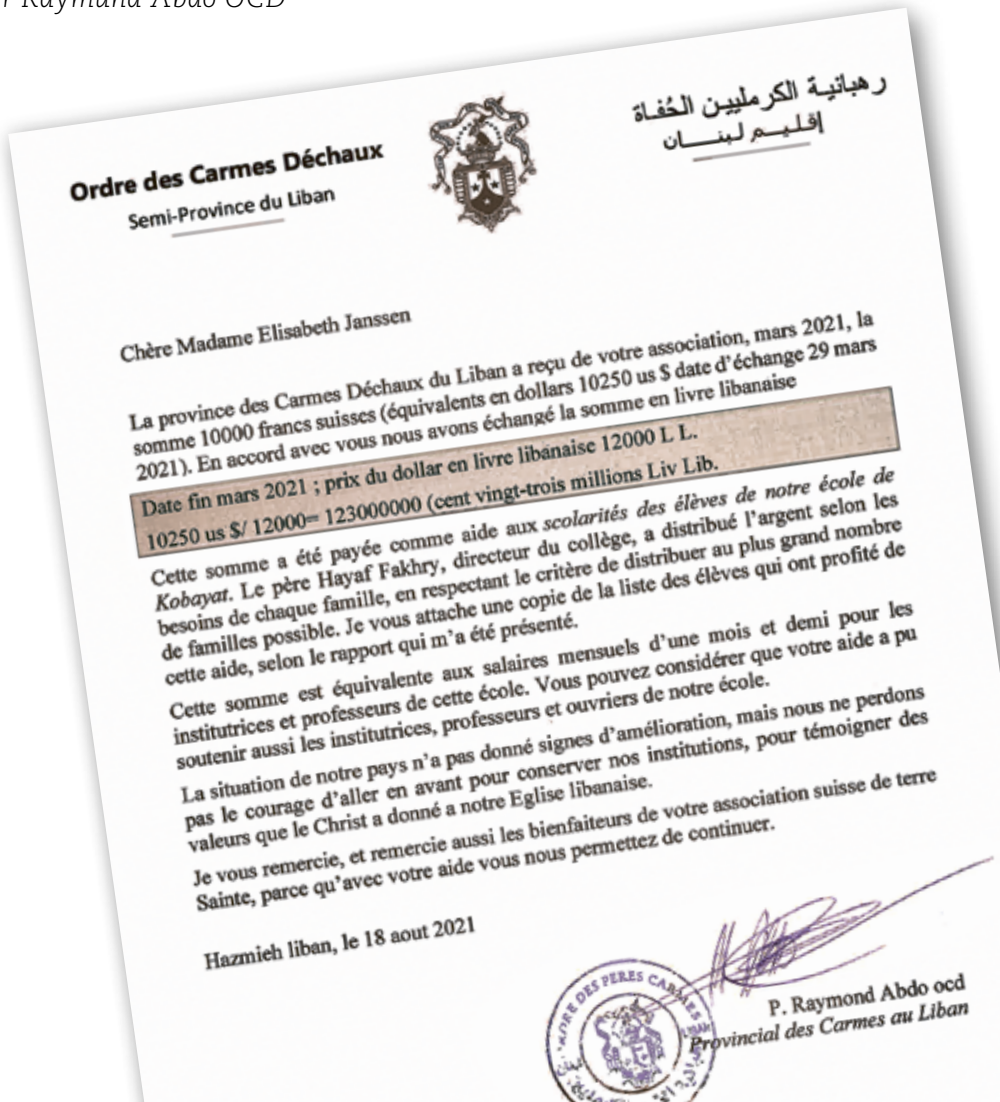 r Raymund Abdo OCD
Ordre des Carmes Déchaux
Semi-Province du Liban
رهبانية الكرمليين الحُفاة
إقليم لبنان
Chère Madame Elisabeth Janssen
La province des Carmes Déchaux du Liban a reçu de votre association, mars 2021, la
somme 10000 francs suisses (équivalents en dollars 10250 us $ date d'échange 29 mars
2021). En accord avec vous nous avons échangé la somme en livre libanaise
Date fin mars 2021 ; prix du dollar en livre libanaise 12000 L L.
10250 us $/ 12000= 123000000 (cent vingt-trois millions Liv Lib.
Cette somme a été payée comme aide aux scolarités des élèves de notre école de
Kobayat. Le père Hayaf Fakhry, directeur du collège, a distribué l'argent selon les
besoins de chaque famille, en respectant le critère de distribuer au plus grand nombre
de familles possible. Je vous attache une copie de la liste des élèves qui ont profité de
cette aide, selon le rapport qui m'a été présenté.
Cette somme est équivalente aux salaires mensuels d'une mois et demi pour les
institutrices et professeurs de cette école. Vous pouvez considérer que votre aide a pu
soutenir aussi les institutrices, professeurs et ouvriers de notre école.
La situation de notre pays n'a pas donné signes d'amélioration, mais nous ne perdons
pas le courage d'aller en avant pour conserver nos institutions, pour témoigner des
valeurs que le Christ a donné a notre Eglise libanaise.
Je vous remercie, et remercie aussi les bienfaiteurs de votre association suisse de terre
Sainte, parce qu'avec votre aide vous nous permettez de continuer.
Hazmieh liban, le 18 aout 2021
P. Raymond Abdo ocd
Provincial des Carmes au Liban
DES PERES